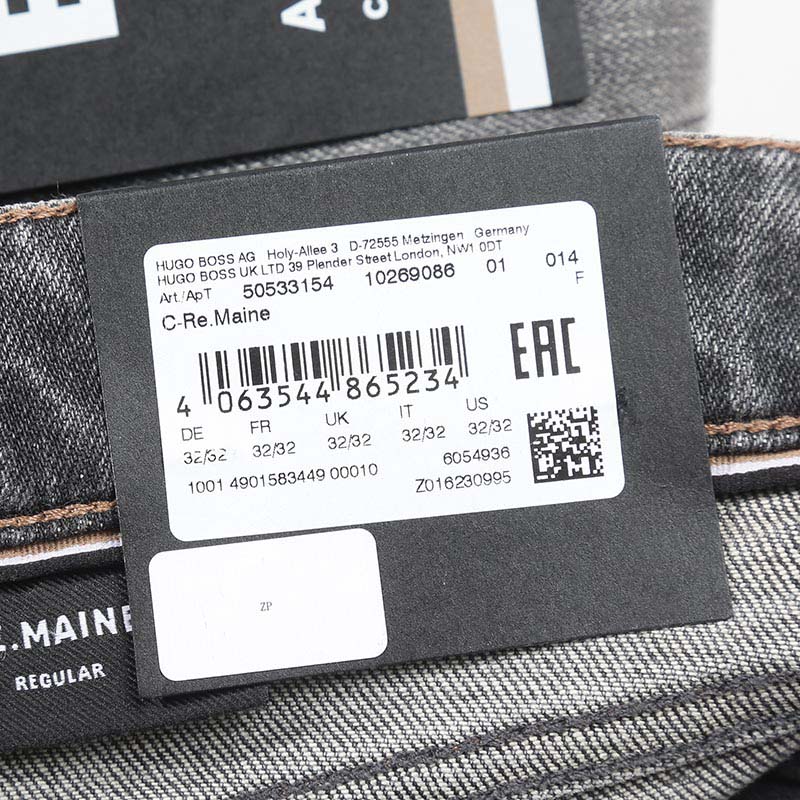 A
C
HUGO BOSS AG Holy-Allee 3 D-72555 Metzingen Germany
HUGO BOSS UK LTD 39 Plender Street London, NW1 0DT
Art./ApT 50533154 10269086 01 014
F
C-Re.Maine
EAC
4 063544 865234
DE FR UK IT US
32/32 32/32 32/32 32/32 32/32
1001 4901583449 00010 6054936
Z016230995
ZP
.MAINE
REGULAR